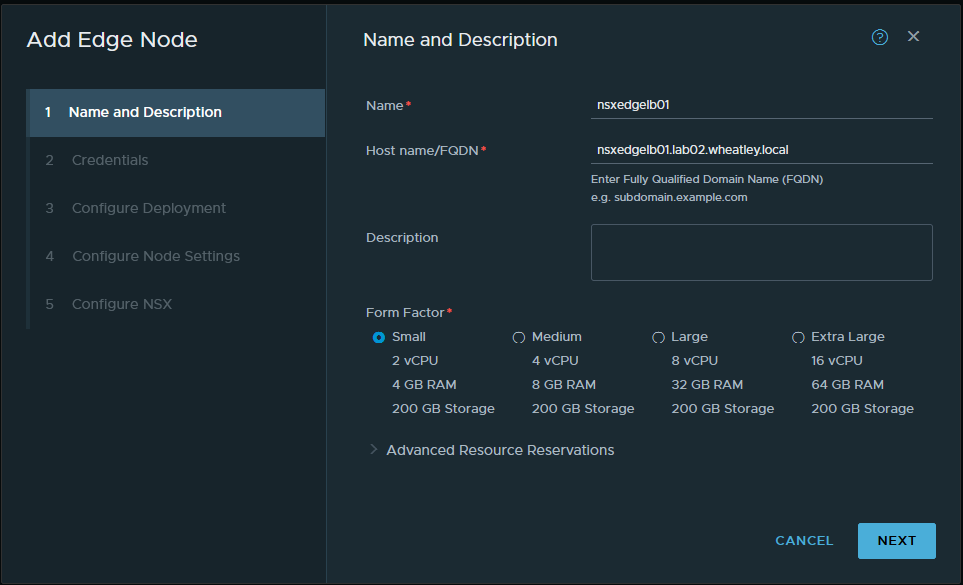 Add Edge Node
1 Name and Description
2 Credentials
3 Configure Deployment
4 Configure Node Settings
5 Configure NSX
Name and Description
?
Name* nsxedgelb01
Host name/FQDN* nsxedgelb01.lab02.wheatley.local
Enter Fully Qualified Domain Name (FQDN)
e.g. subdomain.example.com
Description
Form Factor*
Small Medium Large Extra Large
2 vCPU 4 vCPU 8 vCPU 16 vCPU
4 GB RAM 8 GB RAM 32 GB RAM 64 GB RAM
200 GB Storage 200 GB Storage 200 GB Storage 200 GB Storage
Advanced Resource Reservations
CANCEL NEXT